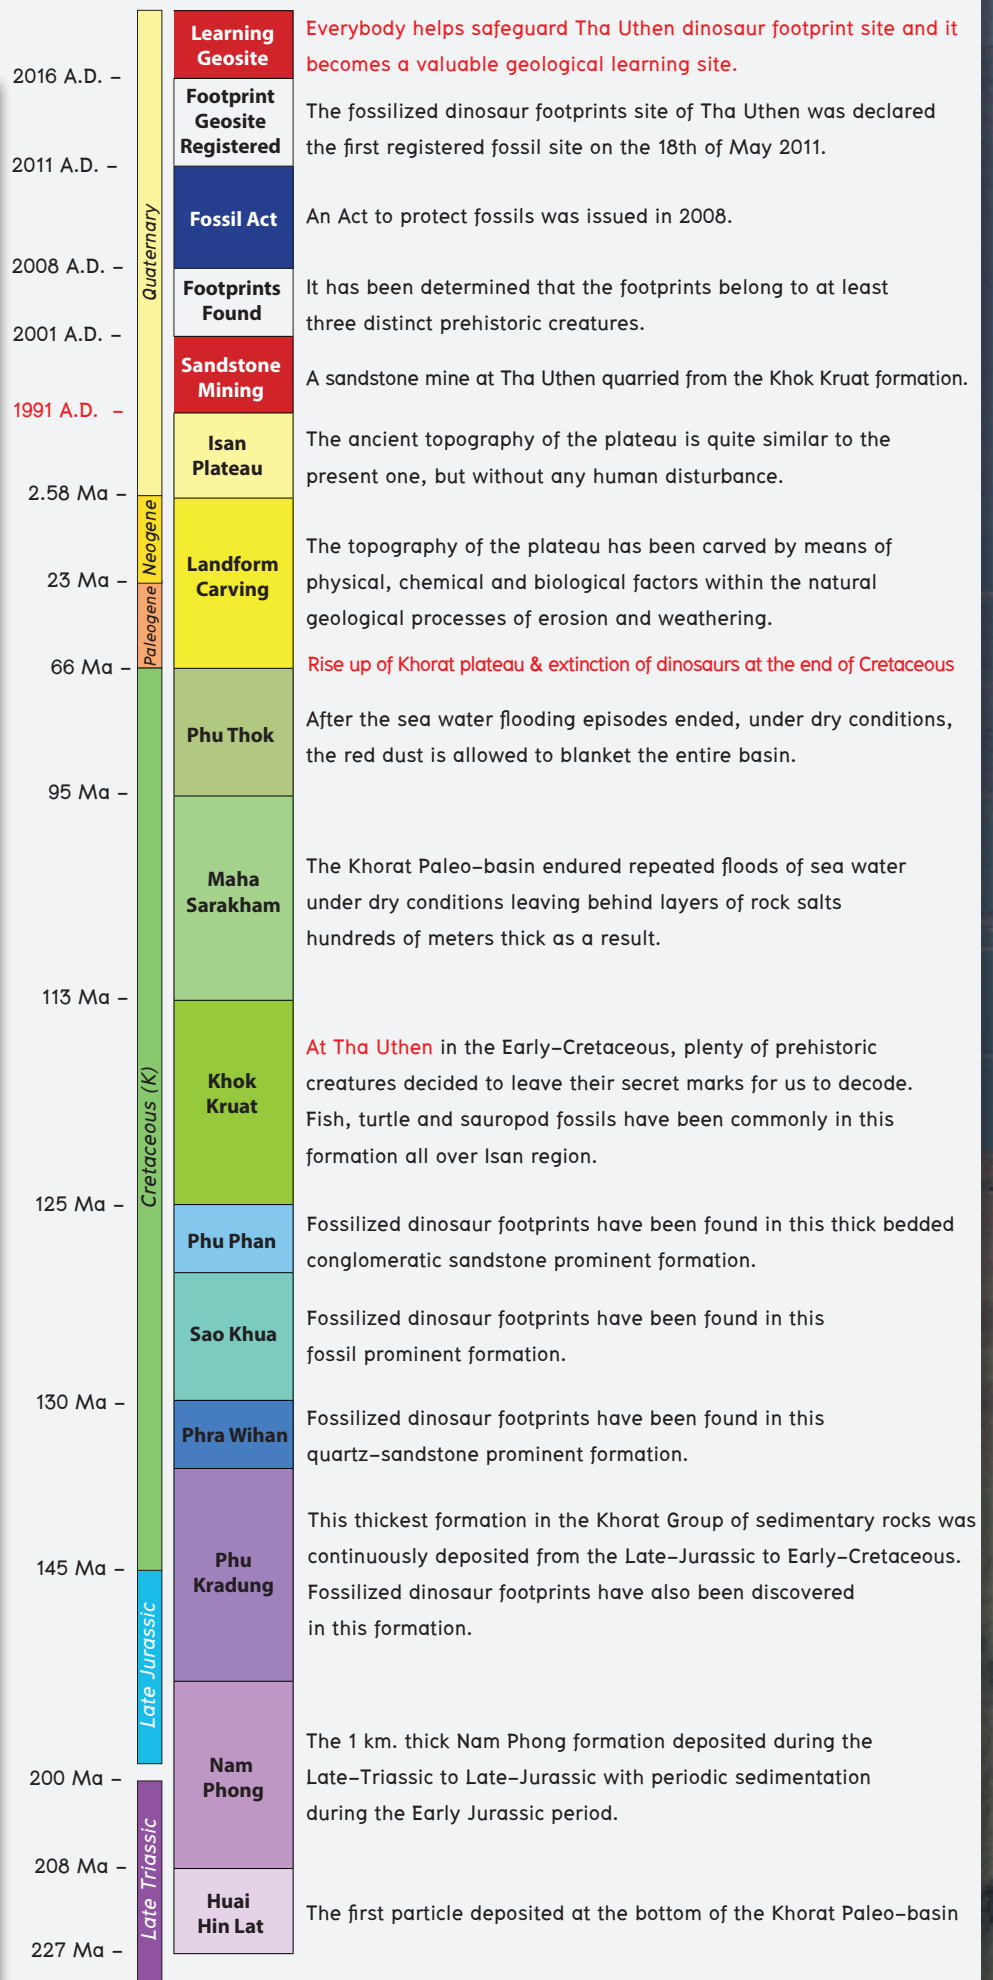 Learning
Geosite
Everybody helps safeguard Tha Uthen dinosaur footprint site and it
becomes a valuable geological learning site.
2016 A.D. –
Footprint
Geosite
Registered
The fossilized dinosaur footprints site of Tha Uthen was declared
the first registered fossil site on the 18th of May 2011.
2011 A.D. –
Quaternary
Fossil Act
An Act to protect fossils was issued in 2008.
2008 A.D. –
Footprints
Found
It has been determined that the footprints belong to at least
three distinct prehistoric creatures.
2001 A.D. –
Sandstone
Mining
A sandstone mine at Tha Uthen quarried from the Khok Kruat formation.
1991 A.D. –
Isan
Plateau
The ancient topography of the plateau is quite similar to the
present one, but without any human disturbance.
2.58 Ma –
Neogene
Landform
Carving
The topography of the plateau has been carved by means of
physical, chemical and biological factors within the natural
geological processes of erosion and weathering.
23 Ma –
Paleogene
66 Ma –
Rise up of Khorat plateau & extinction of dinosaurs at the end of Cretaceous
Phu Thok
After the sea water flooding episodes ended, under dry conditions,
the red dust is allowed to blanket the entire basin.
95 Ma –
Maha
Sarakham
The Khorat Paleo–basin endured repeated floods of sea water
under dry conditions leaving behind layers of rock salts
hundreds of meters thick as a result.
113 Ma –
Cretaceous (K)
Khok
Kruat
At Tha Uthen in the Early–Cretaceous, plenty of prehistoric
creatures decided to leave their secret marks for us to decode.
Fish, turtle and sauropod fossils have been commonly in this
formation all over Isan region.
125 Ma –
Phu Phan
Fossilized dinosaur footprints have been found in this thick bedded
conglomeratic sandstone prominent formation.
Sao Khua
Fossilized dinosaur footprints have been found in this
fossil prominent formation.
130 Ma –
Phra Wihan
Fossilized dinosaur footprints have been found in this
quartz–sandstone prominent formation.
Phu
Kradung
This thickest formation in the Khorat Group of sedimentary rocks was
continuously deposited from the Late–Jurassic to Early–Cretaceous.
Fossilized dinosaur footprints have also been discovered
in this formation.
145 Ma –
Late Jurassic
Nam
Phong
The 1 km. thick Nam Phong formation deposited during the
Late–Triassic to Late–Jurassic with periodic sedimentation
during the Early Jurassic period.
200 Ma –
Late Triassic
208 Ma –
Huai
Hin Lat
The first particle deposited at the bottom of the Khorat Paleo–basin
227 Ma –